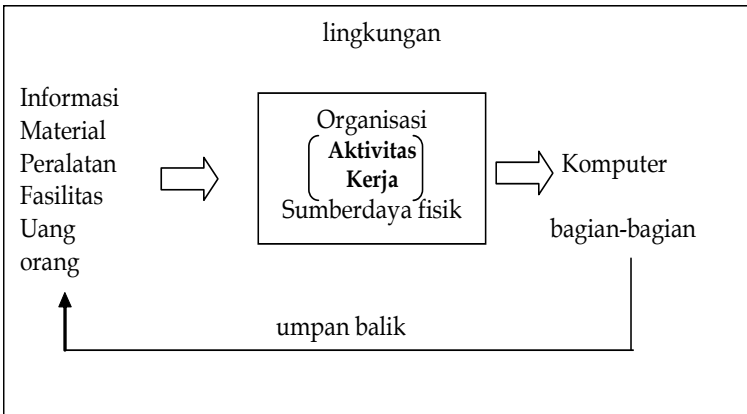 lingkungan
Informasi
Material
Peralatan
Fasilitas
Uang
orang
Organisasi
Aktivitas
Kerja
Sumberdaya fisik
Komputer
bagian-bagian
umpan balik